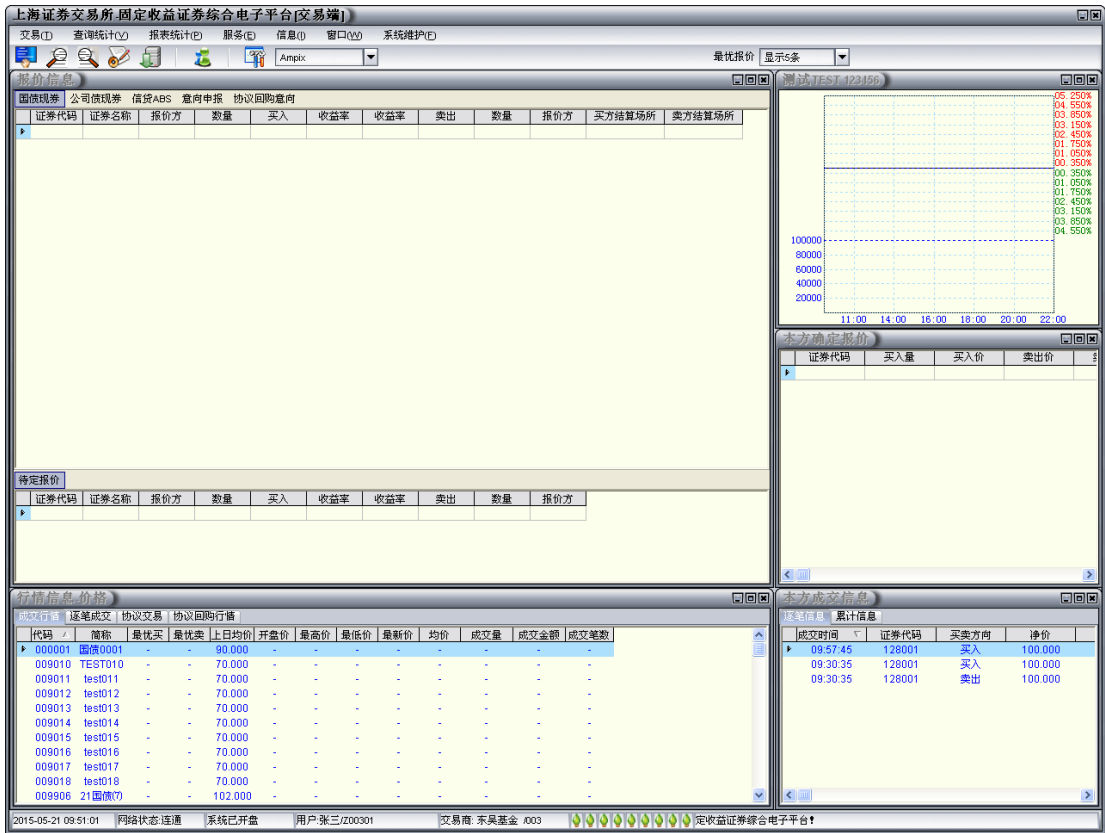 上海证券交易所-固定收益证券综合电子平台[交易端]
交易(T) 查询统计(V) 报表统计(P) 服务(E) 信息(I) 窗口(W) 系统维护(F)
Ampix 最优报价 显示5条
报价信息
国债现券 公司债现券 信贷ABS 意向申报 协议回购意向
证券代码 证券名称 报价方 数量 买入 收益率 收益率 卖出 数量 报价方 买方结算场所 卖方结算场所
待定报价
证券代码 证券名称 报价方 数量 买入 收益率 收益率 卖出 数量 报价方
测试TEST 123456
05.250%
04.550%
03.850%
03.150%
02.450%
01.750%
01.050%
00.350%
00.350%
01.050%
01.750%
02.450%
03.150%
03.850%
04.550%
100000
80000
60000
40000
20000
11:00 14:00 16:00 18:00 20:00 22:00
本方确定报价
证券代码 买入量 买入价 卖出价
行情信息-价格
成交行情 逐笔成交 协议交易 协议回购行情
代码 简称 最优买 最优卖 上日均价 开盘价 最高价 最低价 最新价 均价 成交量 成交金额 成交笔数
000001 国债0001 - - 90.000 - - - - - - - -
009010 TEST010 - - 70.000 - - - - - - - -
009011 test011 - - 70.000 - - - - - - - -
009012 test012 - - 70.000 - - - - - - - -
009013 test013 - - 70.000 - - - - - - - -
009014 test014 - - 70.000 - - - - - - - -
009015 test015 - - 70.000 - - - - - - - -
009016 test016 - - 70.000 - - - - - - - -
009017 test017 - - 70.000 - - - - - - - -
009018 test018 - - 70.000 - - - - - - - -
009906 21国债(7) - - 102.000 - - - - - - - -
本方成交信息
逐笔信息 累计信息
成交时间 证券代码 买卖方向 净价
09:57:45 128001 买入 100.000
09:30:35 128001 买入 100.000
09:30:35 128001 卖出 100.000
2015-05-21 09:51:01 网络状态:连通 系统已开盘 用户:张三/Z00301 交易商: 东吴基金 /003 定收益证券综合电子平台!